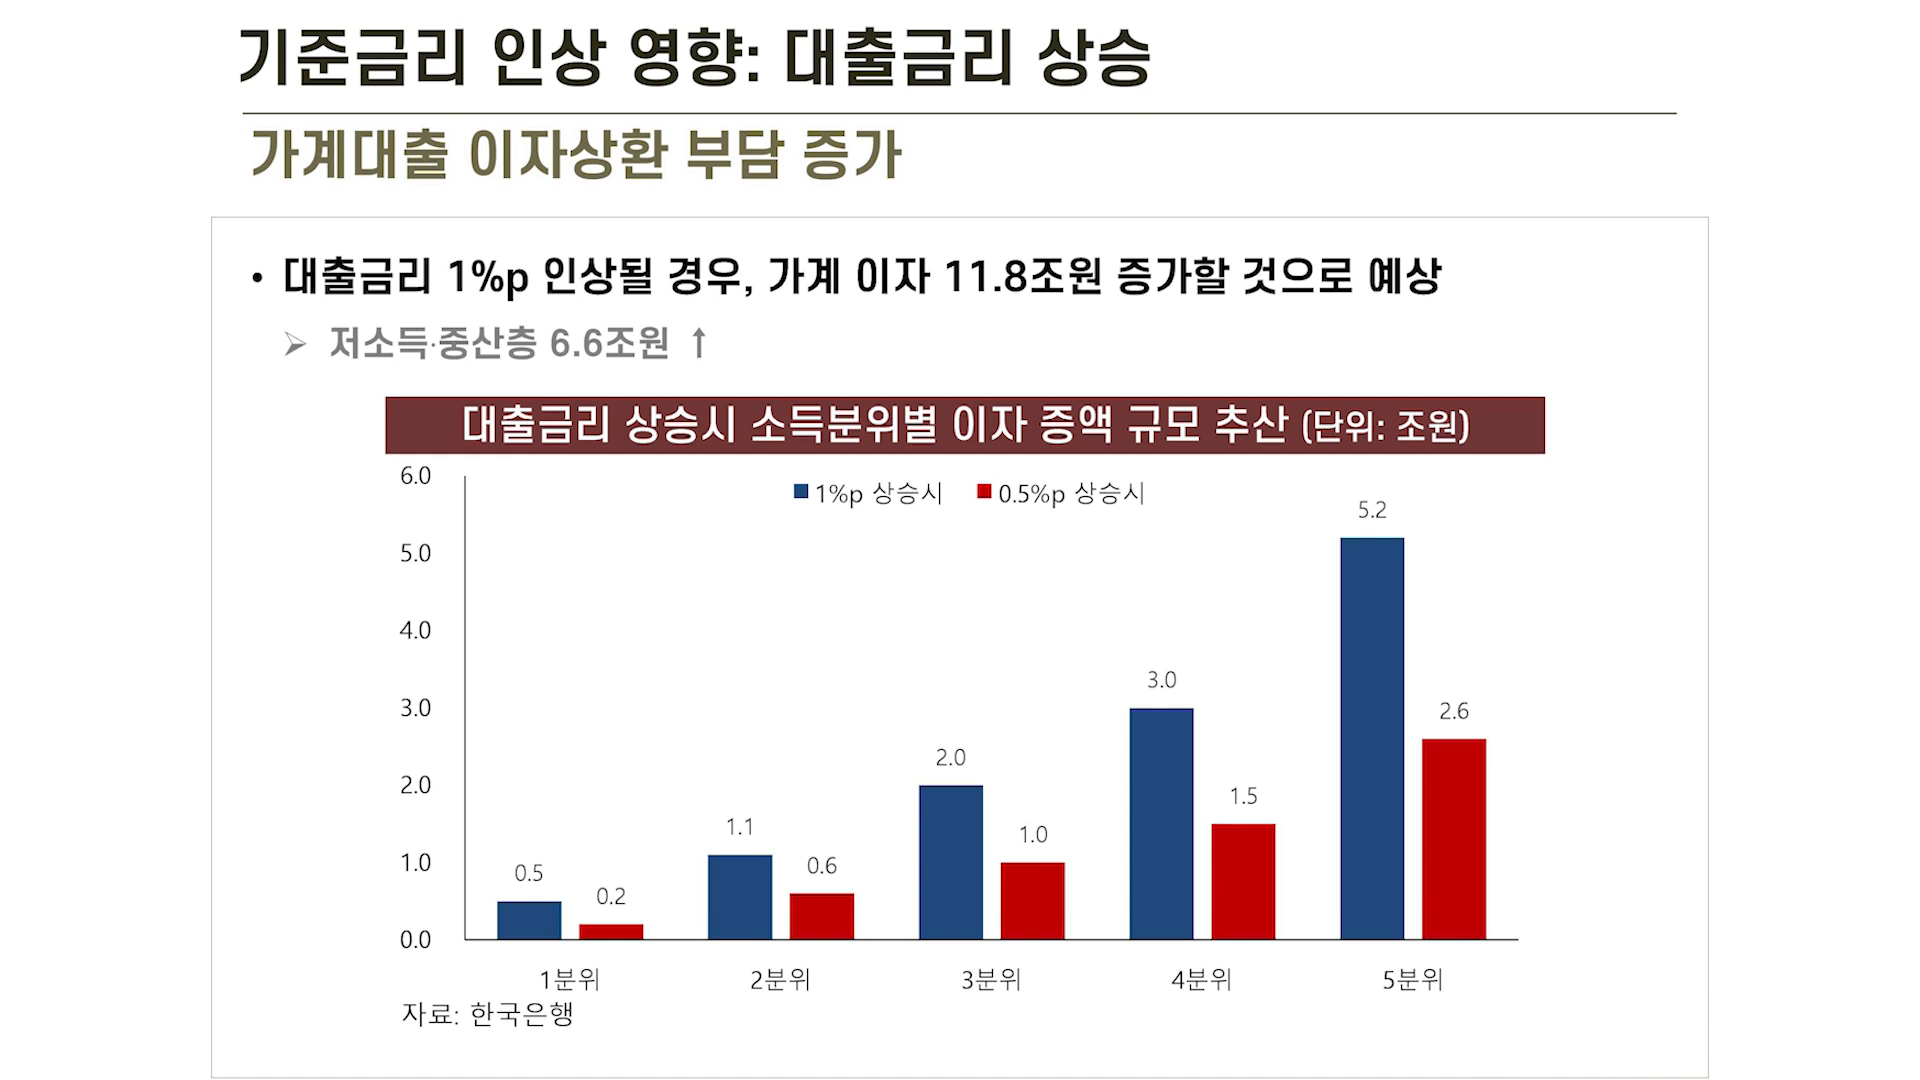 기준금리 인상 영향: 대출금리 상승
가계대출 이자상환 부담 증가
• 대출금리 1%p 인상될 경우, 가계 이자 11.8조원 증가할 것으로 예상
➢ 저소득·중산층 6.6조원 ↑
대출금리 상승시 소득분위별 이자 증액 규모 추산 (단위: 조원)
1%p 상승시 0.5%p 상승시
6.0
5.0
4.0
3.0
2.0
1.0
0.0
0.5 0.2
1.1 0.6
2.0 1.0
3.0 1.5
5.2 2.6
1분위 2분위 3분위 4분위 5분위
자료: 한국은행